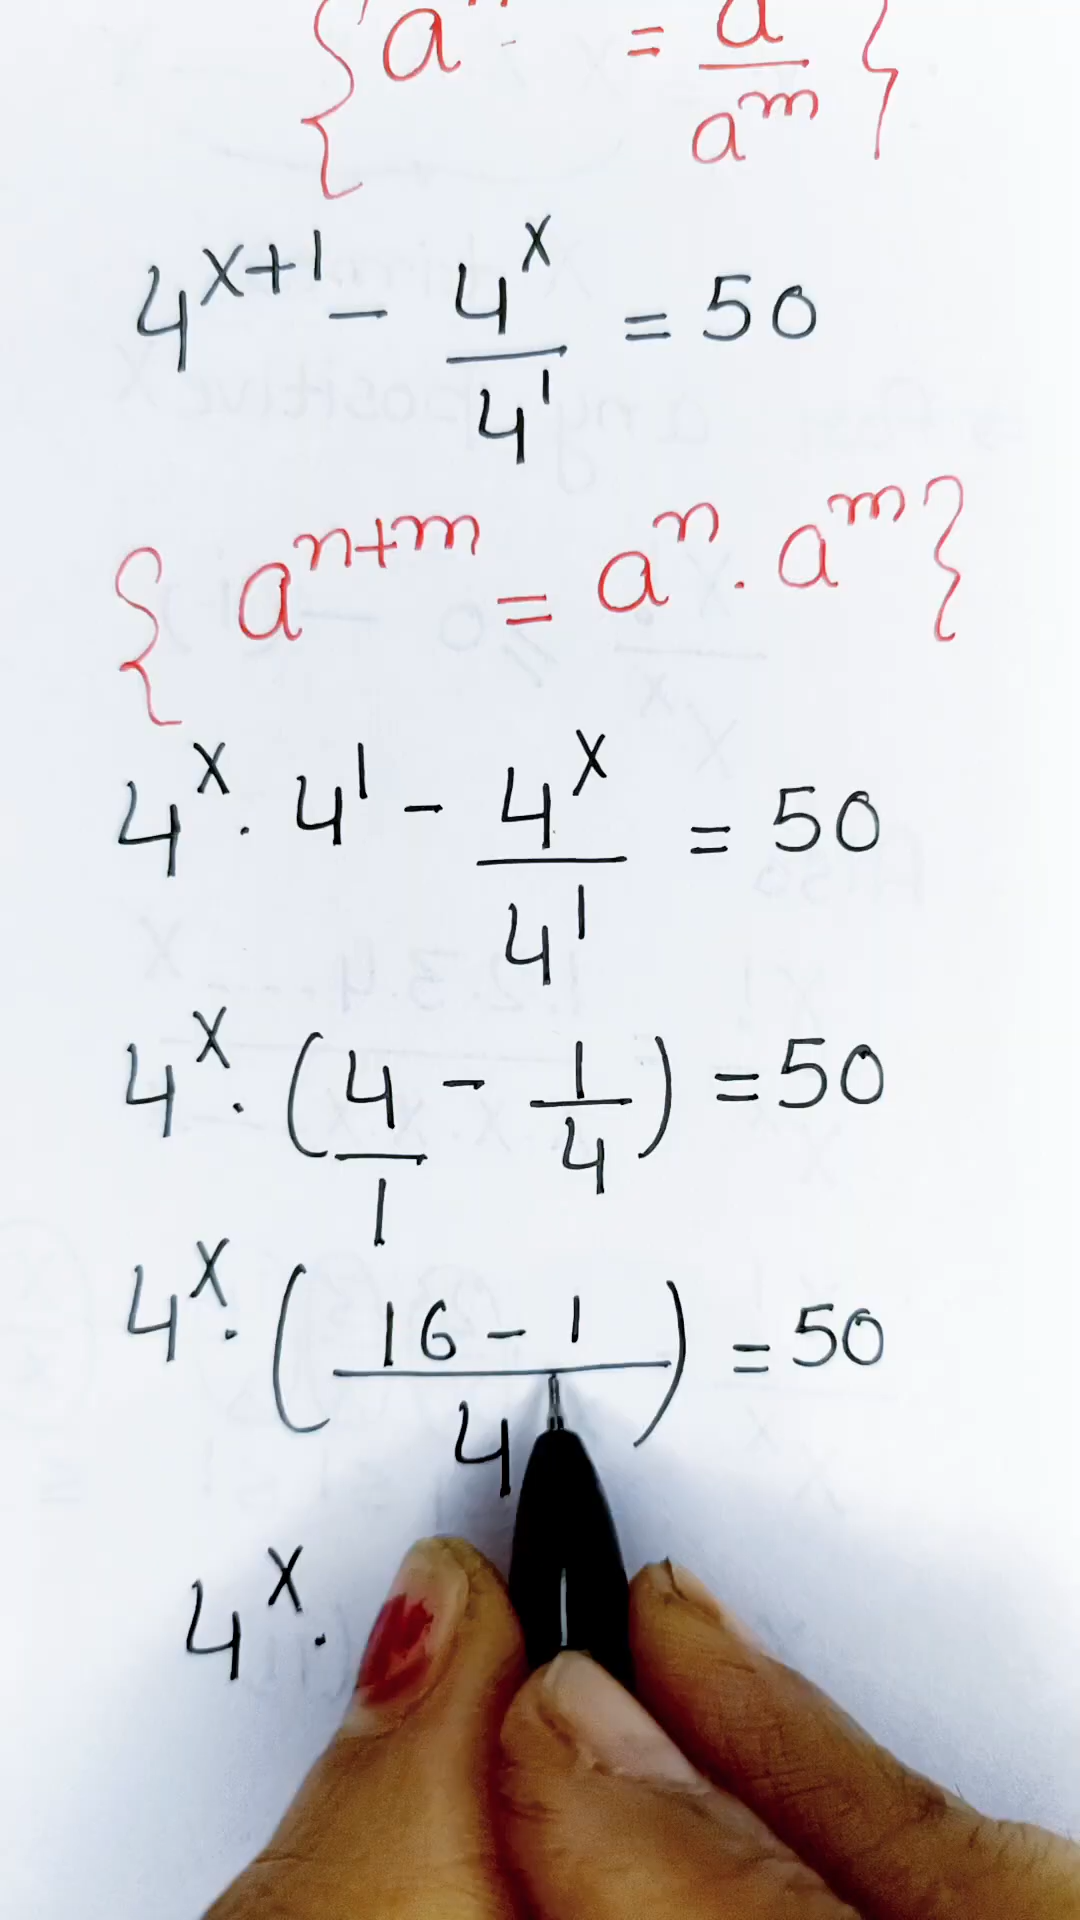 {a = a/a^m}
4^(x+1) - 4^x/4^1 = 50
{a^(n+m) = a^n . a^m}
4^x . 4^1 - 4^x/4^1 = 50
4^x . (4/1 - 1/4) = 50
4^x . ((16 - 1)/4) = 50
4^x .